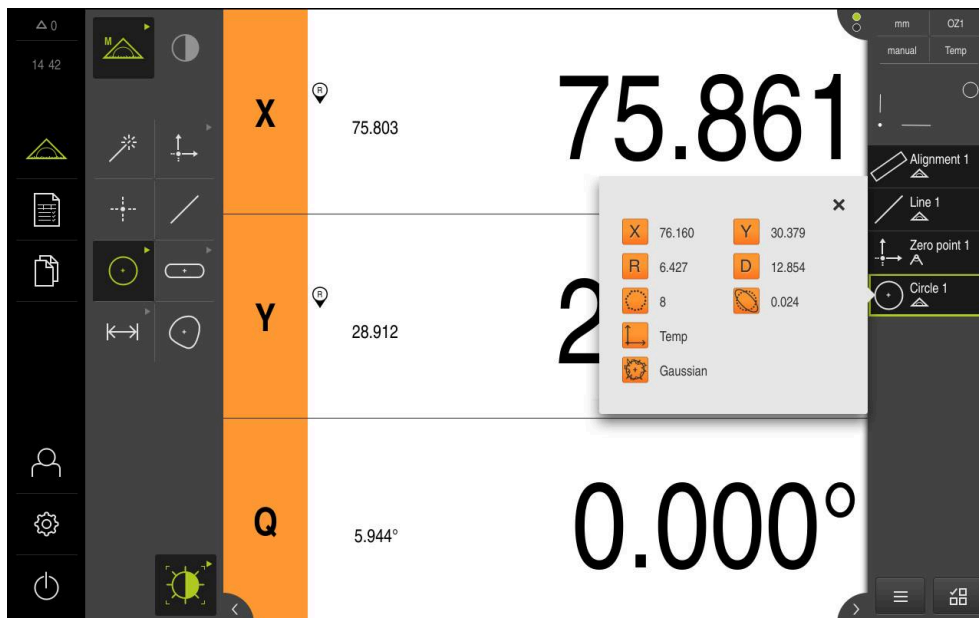 0
14 42
M
X
R
75.803
75.861
Y
R
28.912
2
Q
5.944°
0.000°
X 76.160 Y 30.379
R 6.427 D 12.854
8 0.024
Temp
Gaussian
mm OZ1
manual Temp
Alignment 1
Line 1
Zero point 1
Circle 1